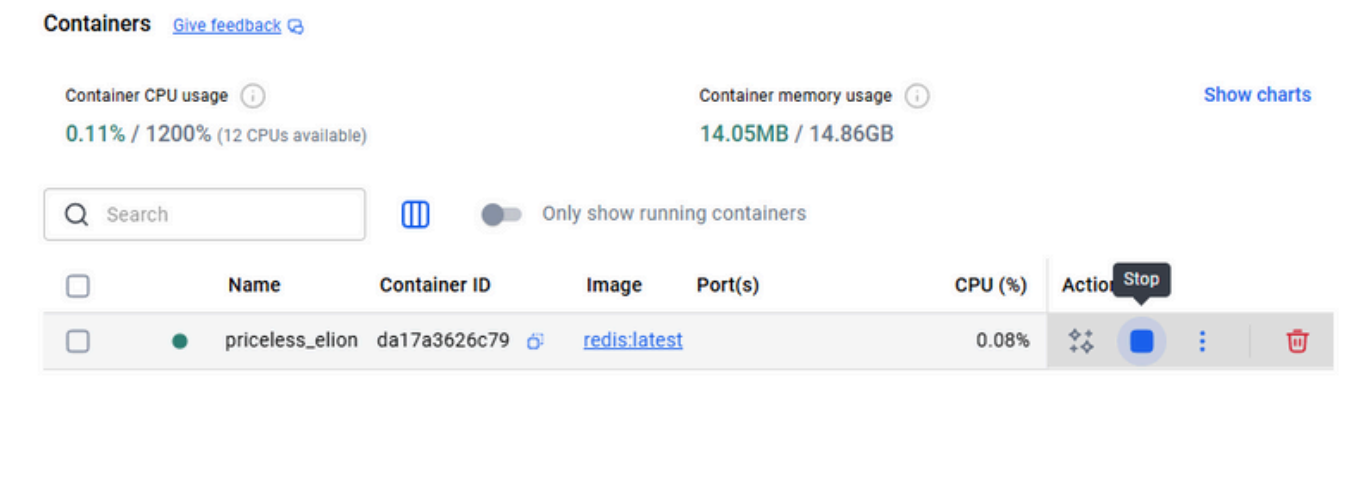 Containers Give feedback
Container CPU usage
Container memory usage
Show charts
0.11% / 1200% (12 CPUs available)
14.05MB / 14.86GB
Search
Only show running containers
Name Container ID Image Port(s) CPU (%) Action
Stop
priceless_elion da17a3626c79 redis:latest 0.08%